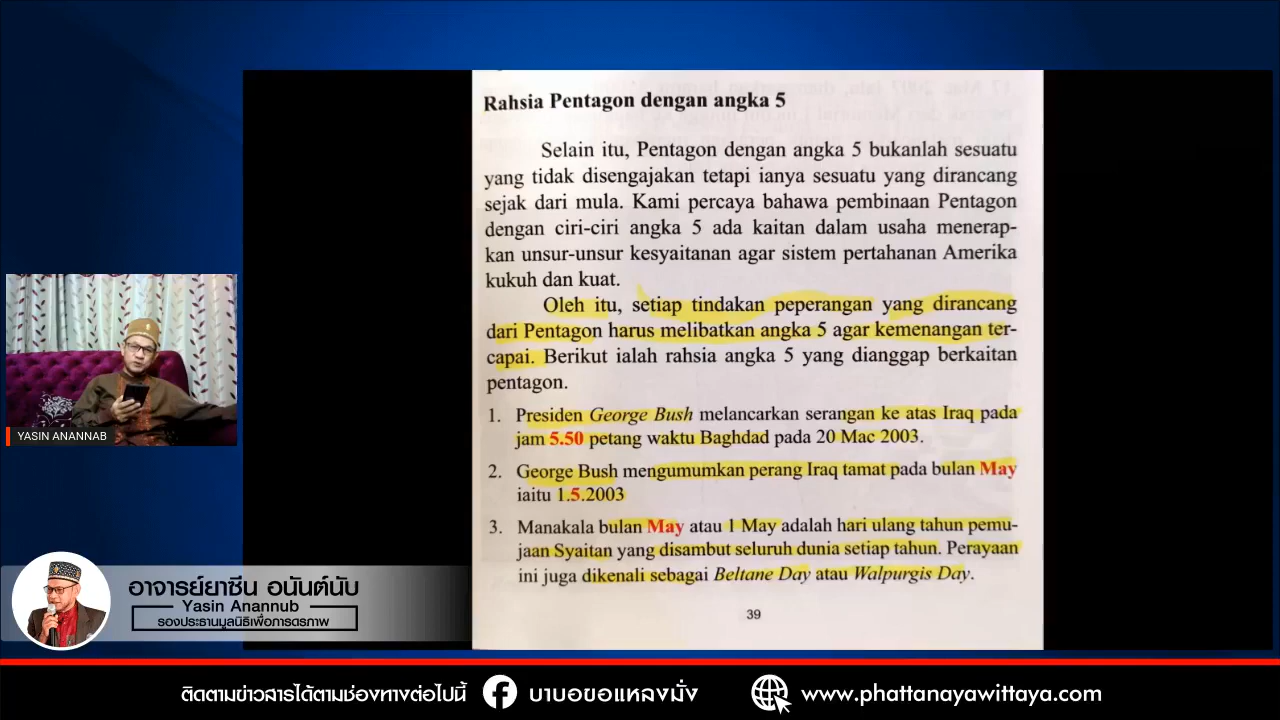 Rahsia Pentagon dengan angka 5
Selain itu, Pentagon dengan angka 5 bukanlah sesuatu
yang tidak disengajakan tetapi ianya sesuatu yang dirancang
sejak dari mula. Kami percaya bahawa pembinaan Pentagon
dengan ciri-ciri angka 5 ada kaitan dalam usaha menerap-
kan unsur-unsur kesyaitanan agar sistem pertahanan Amerika
kukuh dan kuat.
Oleh itu, setiap tindakan peperangan yang dirancang
dari Pentagon harus melibatkan angka 5 agar kemenangan ter-
capai. Berikut ialah rahsia angka 5 yang dianggap berkaitan
pentagon.
1. Presiden George Bush melancarkan serangan ke atas Iraq pada
jam 5.50 petang waktu Baghdad pada 20 Mac 2003.
2. George Bush mengumumkan perang Iraq tamat pada bulan May
iaitu 1.5.2003
3. Manakala bulan May atau 1 May adalah hari ulang tahun pemu-
jaan Syaitan yang disambut seluruh dunia setiap tahun. Perayaan
ini juga dikenali sebagai Beltane Day atau Walpurgis Day.
39
YASIN ANANNAB
อาจารย์ยาซีน อนันต์นับ
Yasin Anannub
รองประธานมูลนิธิเพื่อการดรภาพ
ติดตามข่าวสารได้ตามช่องทางต่อไปนี้
บาบอขอแหลงมั่ง
www.phattanayawittaya.com